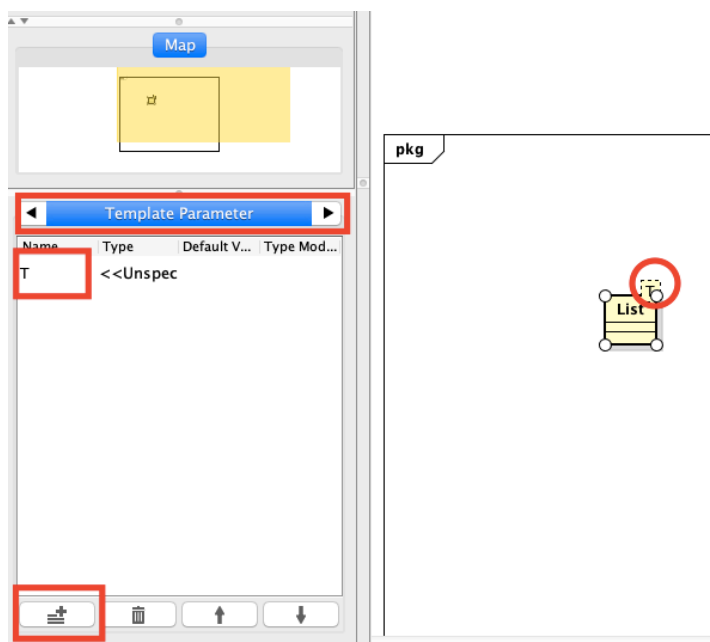 Map
Template Parameter
Name Type Default V... Type Mod...
T <<Unspec
pkg
T
List